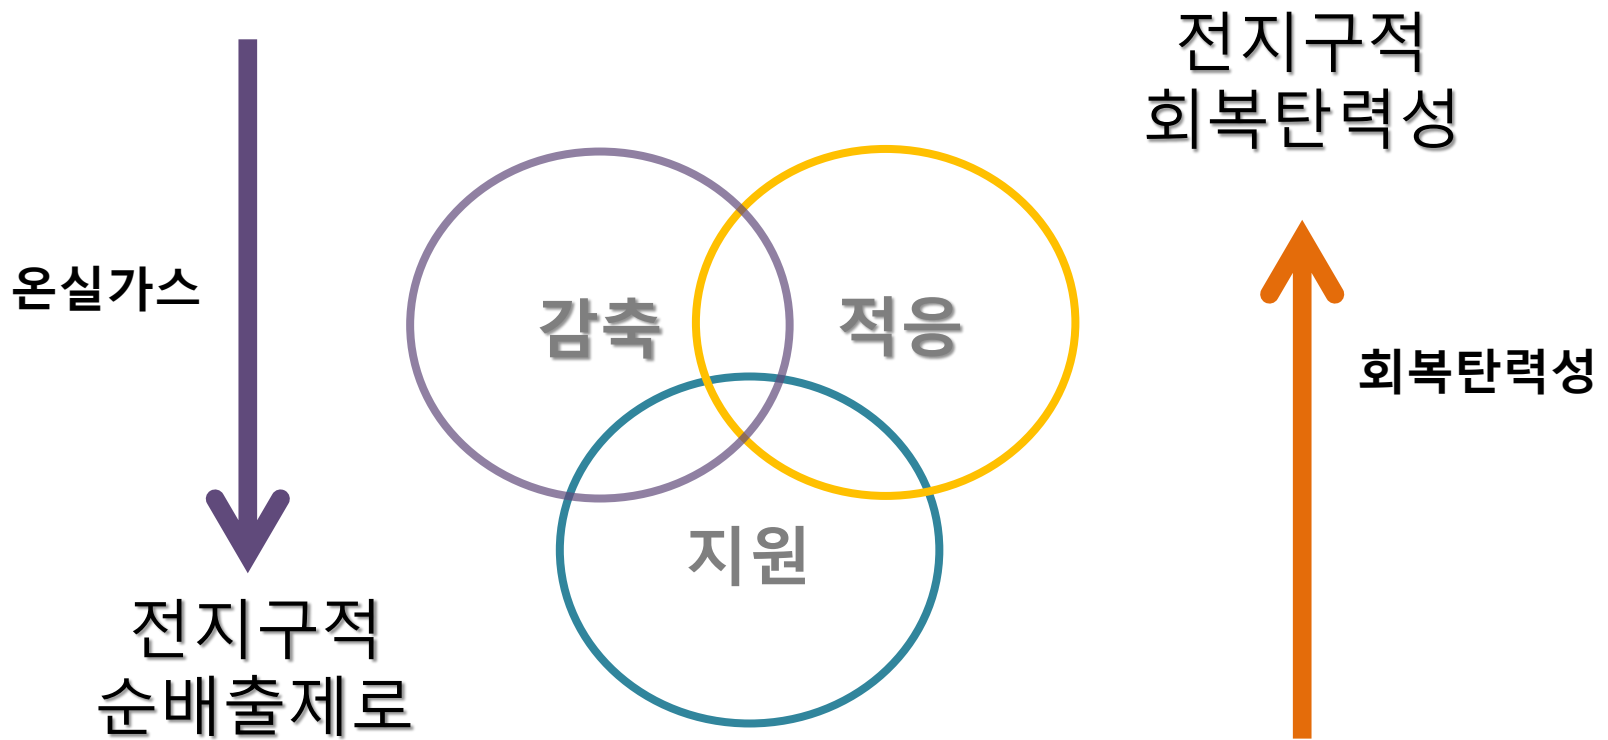 전지구적
회복탄력성
온실가스
감축
적응
회복탄력성
지원
전지구적
순배출제로